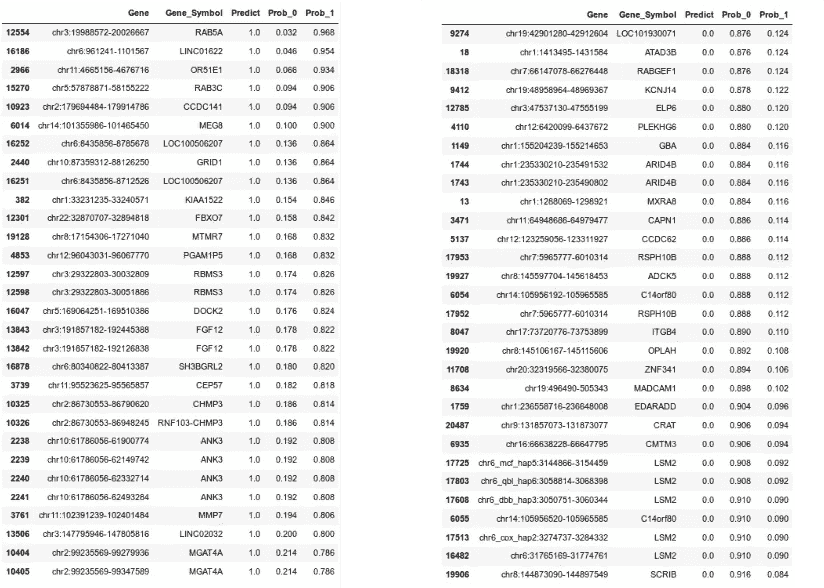 Gene Gene_Symbol Predict Prob_0 Prob_1
12554 chr3:19988572-20026667 RAB5A 1.0 0.032 0.968
16186 chr6:961241-1101567 LINC01622 1.0 0.046 0.954
2966 chr11:4665156-4676716 OR51E1 1.0 0.066 0.934
15270 chr5:57878871-58155222 RAB3C 1.0 0.094 0.906
10923 chr2:179694484-179914786 CCDC141 1.0 0.094 0.906
6014 chr14:101355986-101465450 MEG8 1.0 0.100 0.900
16252 chr6:8435856-8785678 LOC100506207 1.0 0.136 0.864
2440 chr10:87359312-88126250 GRID1 1.0 0.136 0.864
16251 chr6:8435856-8712526 LOC100506207 1.0 0.136 0.864
382 chr1:33231235-33240571 KIAA1522 1.0 0.154 0.846
12301 chr22:32870707-32894818 FBXO7 1.0 0.158 0.842
19128 chr8:17154306-17271040 MTMR7 1.0 0.168 0.832
4853 chr12:96043031-96067770 PGAM1P5 1.0 0.168 0.832
12597 chr3:29322803-30032809 RBMS3 1.0 0.174 0.826
12598 chr3:29322803-30051886 RBMS3 1.0 0.174 0.826
16047 chr5:169064251-169510386 DOCK2 1.0 0.176 0.824
13843 chr3:191857182-192445388 FGF12 1.0 0.178 0.822
13842 chr3:191857182-192126838 FGF12 1.0 0.178 0.822
16878 chr6:80340822-80413387 SH3BGRL2 1.0 0.180 0.820
3739 chr11:95523625-95565857 CEP57 1.0 0.182 0.818
10325 chr2:86730553-86790620 CHMP3 1.0 0.186 0.814
10326 chr2:86730553-86948245 RNF103-CHMP3 1.0 0.186 0.814
2238 chr10:61786056-61900774 ANK3 1.0 0.192 0.808
2239 chr10:61786056-62149742 ANK3 1.0 0.192 0.808
2240 chr10:61786056-62332714 ANK3 1.0 0.192 0.808
2241 chr10:61786056-62493284 ANK3 1.0 0.192 0.808
3761 chr11:102391239-102401484 MMP7 1.0 0.194 0.806
13506 chr3:147795946-147805816 LINC02032 1.0 0.200 0.800
10404 chr2:99235569-99279936 MGAT4A 1.0 0.214 0.786
10405 chr2:99235569-99347589 MGAT4A 1.0 0.214 0.786
Gene Gene_Symbol Predict Prob_0 Prob_1
9274 chr19:42901280-42912604 LOC101930071 0.0 0.876 0.124
18 chr1:1413495-1431584 ATAD3B 0.0 0.876 0.124
18318 chr7:66147078-66276448 RABGEF1 0.0 0.876 0.124
9412 chr19:48958964-48969367 KCNJ14 0.0 0.878 0.122
12785 chr3:47537130-47555199 ELP6 0.0 0.880 0.120
4110 chr12:6420099-6437672 PLEKHG6 0.0 0.880 0.120
1149 chr1:155204239-155214653 GBA 0.0 0.884 0.116
1744 chr1:235330210-235491532 ARID4B 0.0 0.884 0.116
1743 chr1:235330210-235490802 ARID4B 0.0 0.884 0.116
13 chr1:1288069-1298921 MXRA8 0.0 0.884 0.116
3471 chr11:64948686-64979477 CAPN1 0.0 0.886 0.114
5137 chr12:123259056-123311927 CCDC62 0.0 0.886 0.114
17953 chr7:5965777-6010314 RSPH10B 0.0 0.888 0.112
19927 chr8:145597704-145618453 ADCK5 0.0 0.888 0.112
6054 chr14:105956192-105965585 C14orf80 0.0 0.888 0.112
17952 chr7:5965777-6010314 RSPH10B 0.0 0.888 0.112
8047 chr17:73720776-73753899 ITGB4 0.0 0.890 0.110
19920 chr8:145106167-145115606 OPLAH 0.0 0.892 0.108
11708 chr20:32319566-32380075 ZNF341 0.0 0.894 0.106
8634 chr19:496490-505343 MADCAM1 0.0 0.898 0.102
1759 chr1:236558716-236648008 EDARADD 0.0 0.904 0.096
20487 chr9:131857073-131873077 CRAT 0.0 0.906 0.094
6935 chr16:66638228-66647795 CMTM3 0.0 0.906 0.094
17725 chr6_mcf_hap5:3144866-3154459 LSM2 0.0 0.908 0.092
17803 chr6_qbl_hap6:3058814-3068398 LSM2 0.0 0.908 0.092
17608 chr6_dbb_hap3:3050751-3060344 LSM2 0.0 0.910 0.090
6055 chr14:105956520-105965585 C14orf80 0.0 0.910 0.090
17513 chr6_cox_hap2:3274737-3284332 LSM2 0.0 0.910 0.090
16482 chr6:31765169-31774761 LSM2 0.0 0.910 0.090
19906 chr8:144873090-144897549 SCRIB 0.0 0.916 0.084